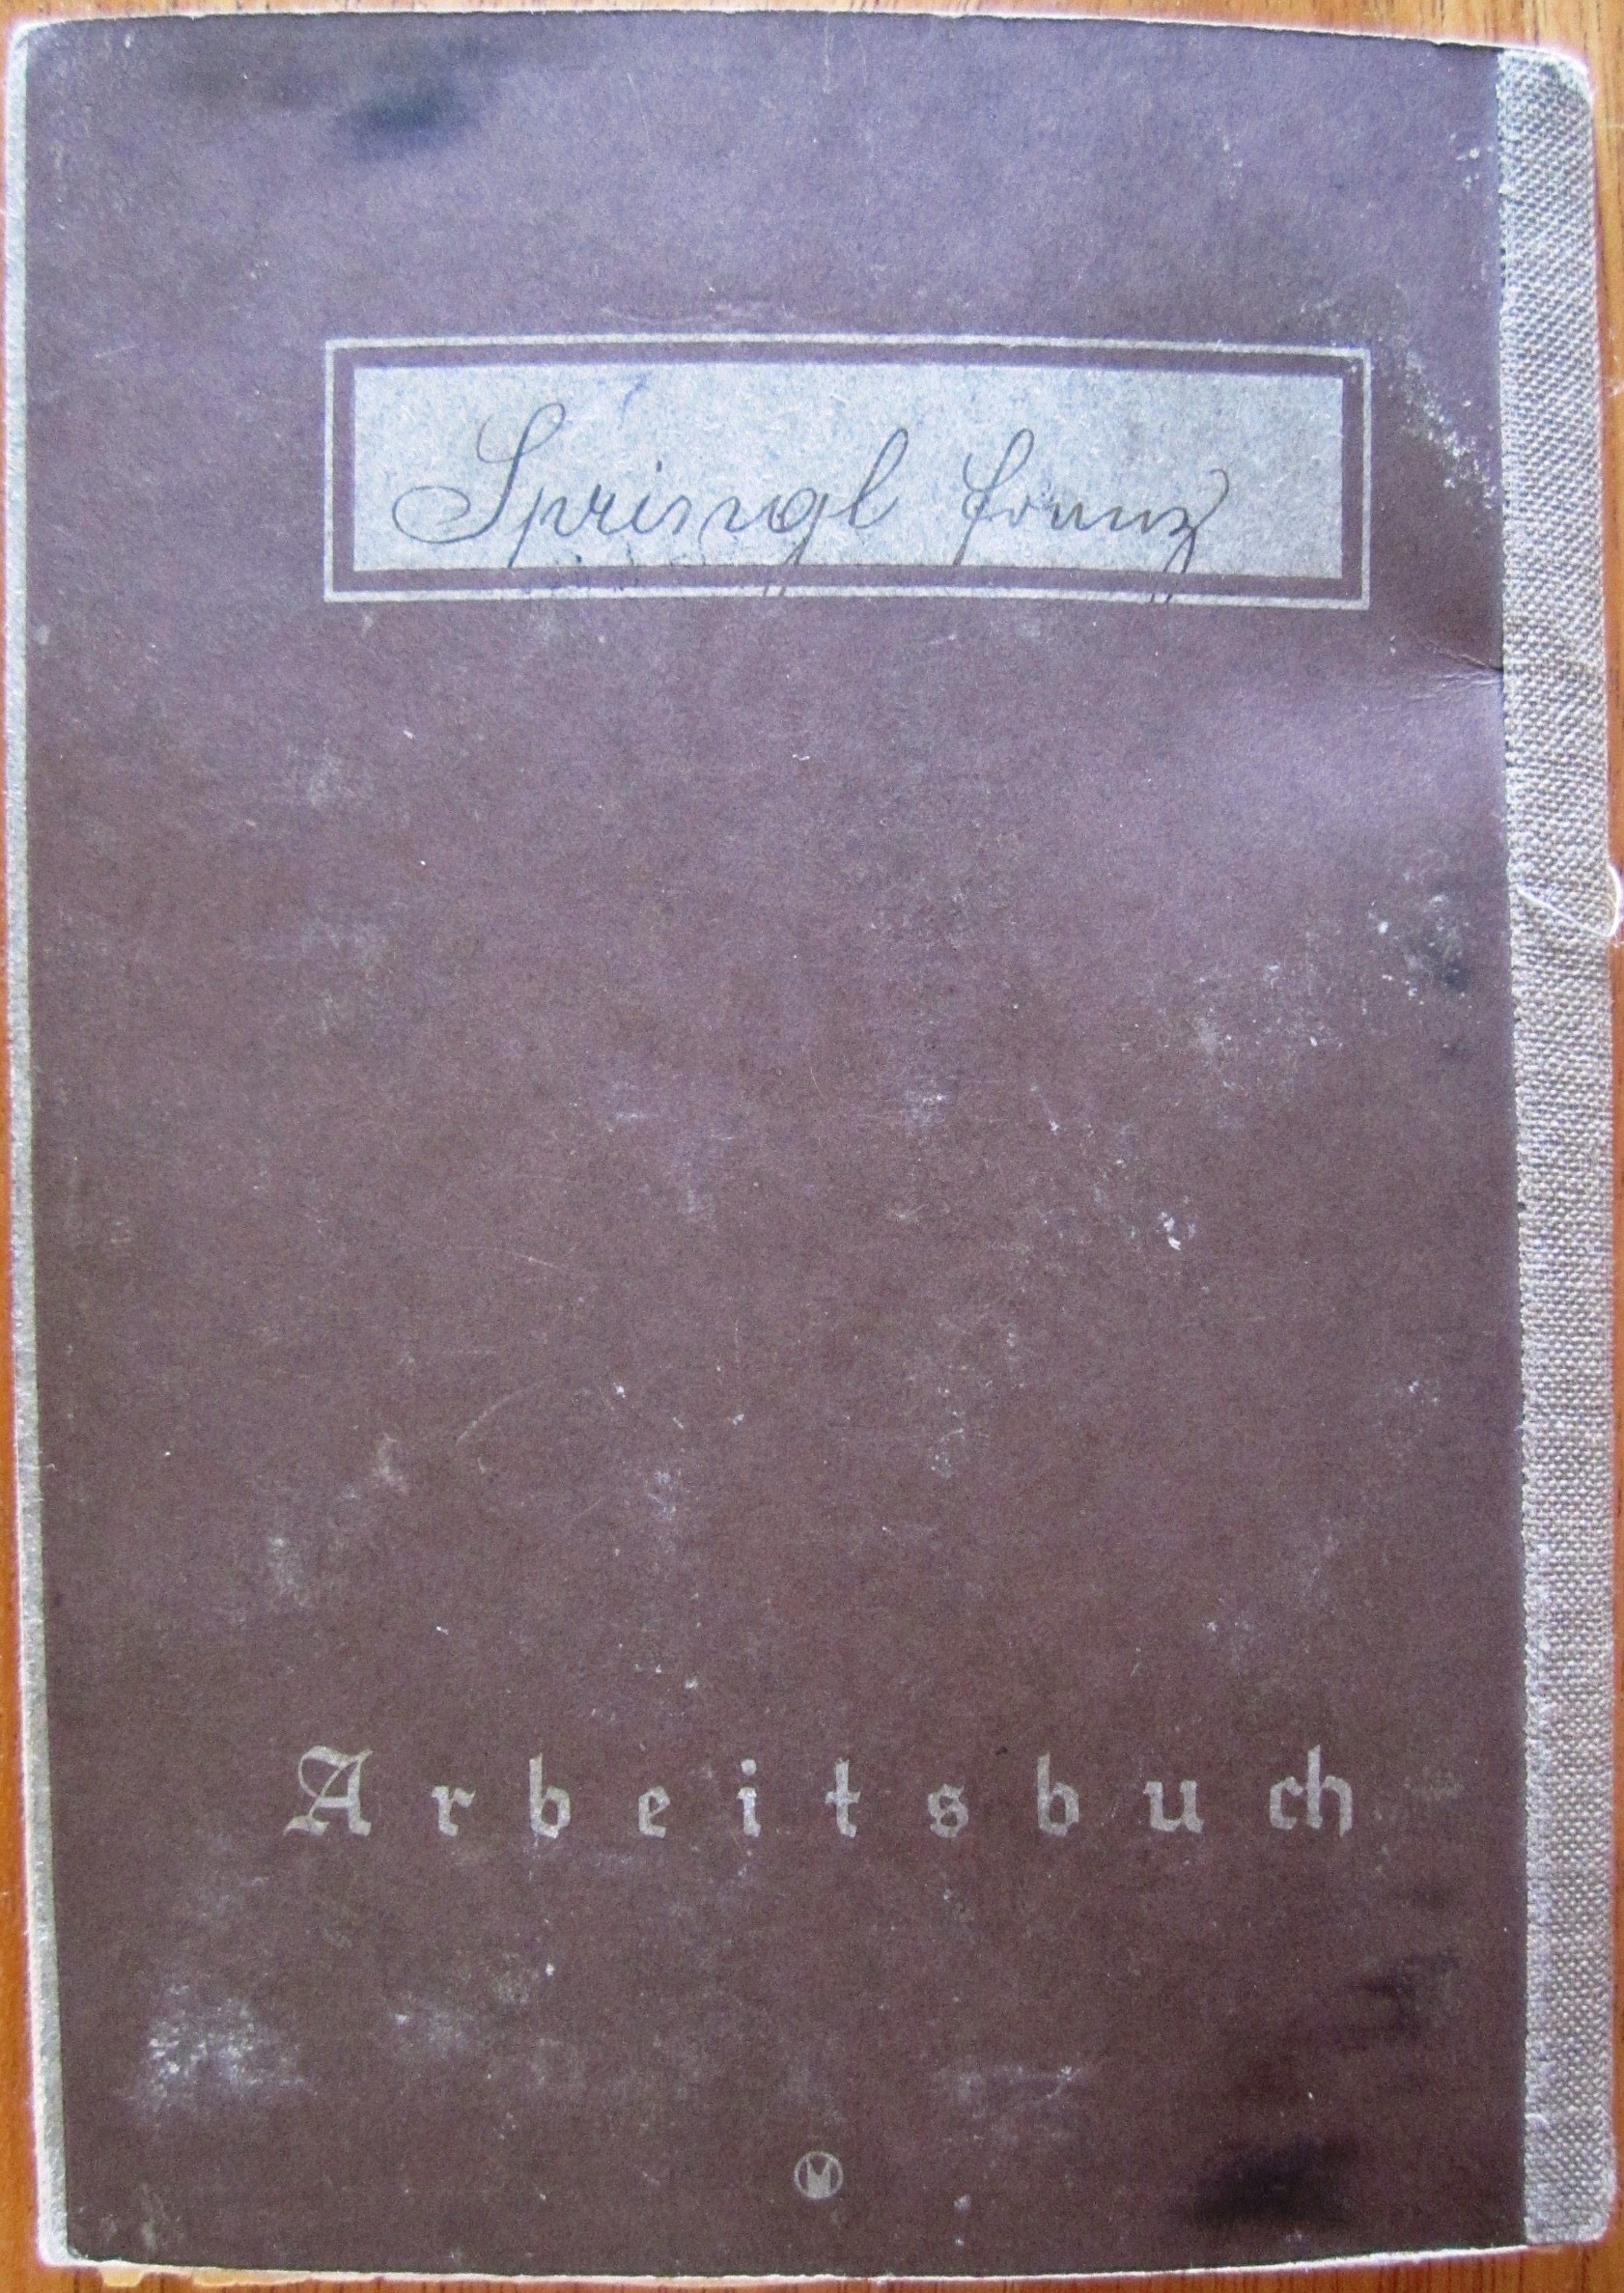 Springl Franz
Arbeitsbuch